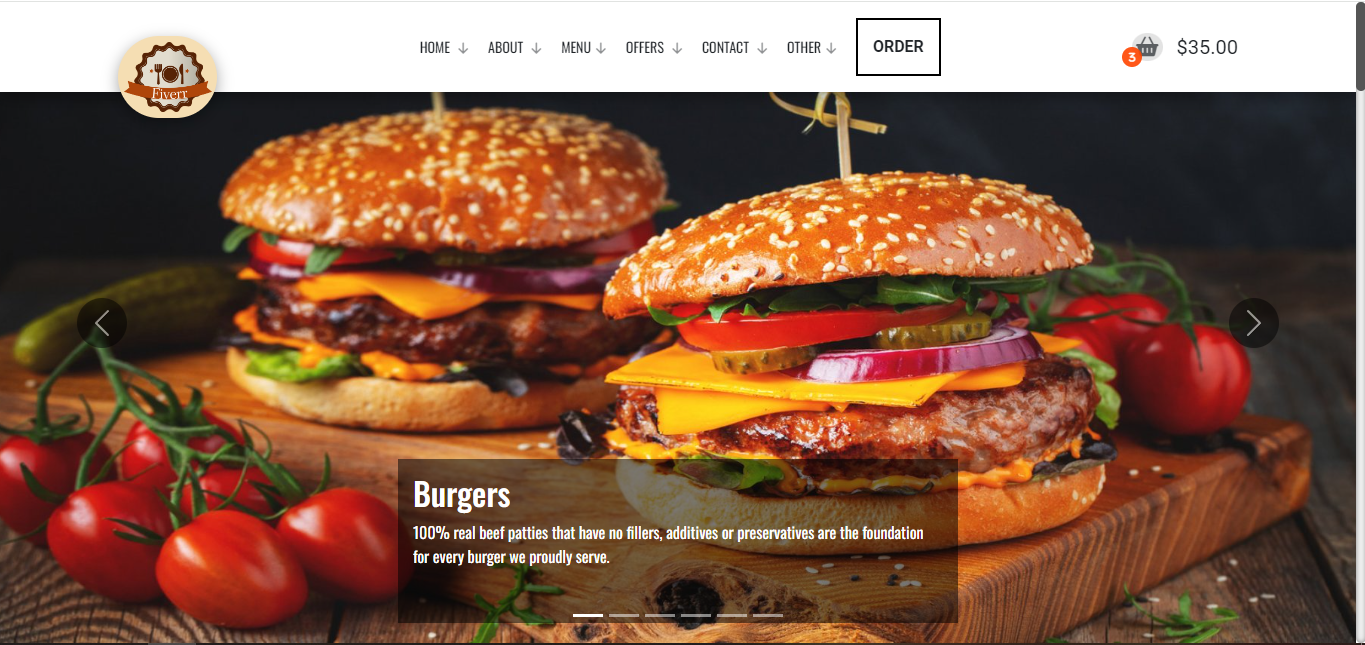 HOME
ABOUT
MENU
OFFERS
CONTACT
OTHER
ORDER
3
$35.00
Fiverr
Burgers
100% real beef patties that have no fillers, additives or preservatives are the foundation
for every burger we proudly serve.